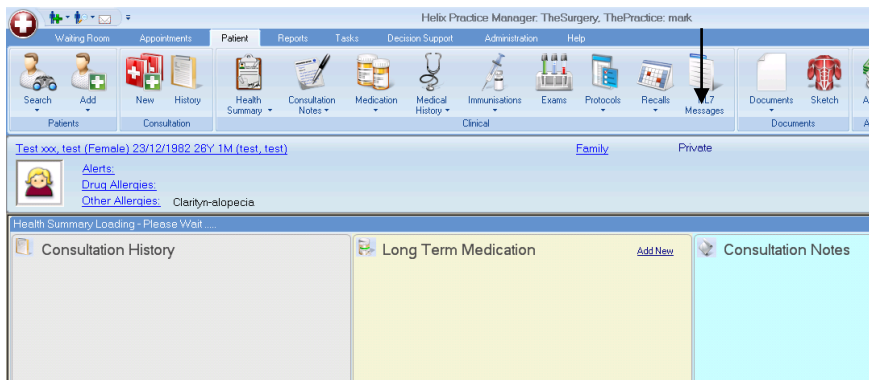 Helix Practice Manager: TheSurgery, ThePractice: mark
Waiting Room Appointments Patient Reports Tasks Decision Support Administration Help
Search Add New History Health Summary Consultation Notes Medication Medical History Immunisations Exams Protocols Recalls Messages Documents Sketch
Patients Consultation Clinical Documents
Test xxx, test (Female) 23/12/1982 26Y 1M (test, test) Family Private
Alerts:
Drug Allergies:
Other Allergies: Clarityn-alopecia
Health Summary Loading - Please Wait .....
Consultation History Long Term Medication Add New Consultation Notes